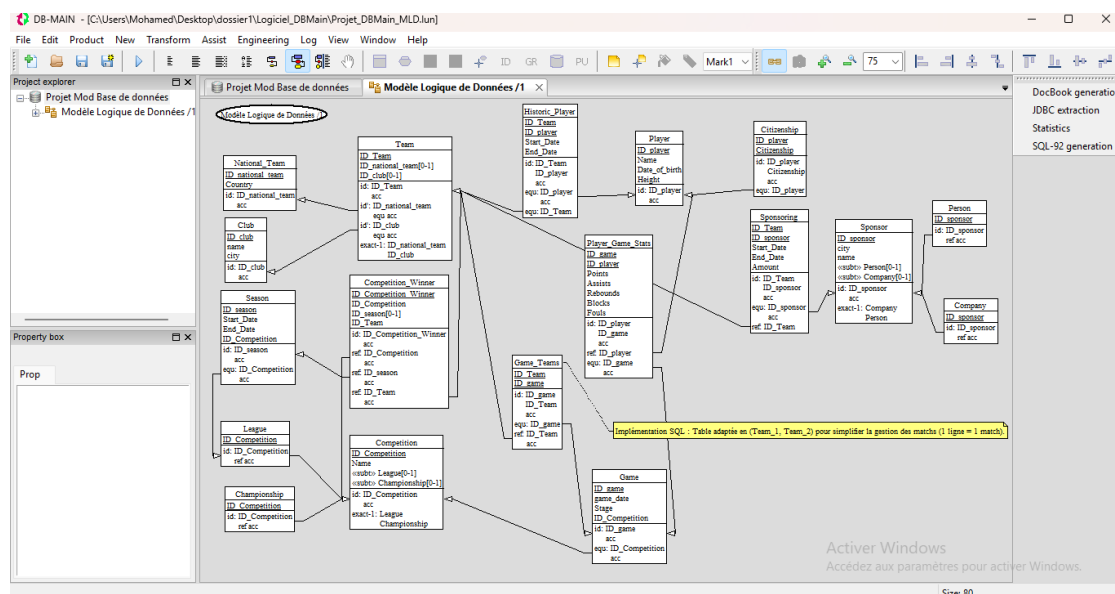 DB-MAIN - [C:\Users\Mohamed\Desktop\dossier1\Logiciel_DBMain\Projet_DBMain_MLD.lun]
File Edit Product New Transform Assist Engineering Log View Window Help
ID GR PU Mark1 75
Project explorer
Projet Mod Base de données
Modèle Logique de Données /1
Property box
Prop
Projet Mod Base de données
Modèle Logique de Données /1
DocBook generatio
JDBC extraction
Statistics
SQL-92 generation
Modèle Logique de Données /1
National_Team
ID_national_team
Country
id: ID_national_team
acc
Club
ID_club
name
city
id: ID_club
acc
Season
ID_season
Start_Date
End_Date
ID_Competition
id: ID_season
acc
equ: ID_Competition
acc
League
ID_Competition
id: ID_Competition
ref acc
Championship
ID_Competition
id: ID_Competition
ref acc
Team
ID_Team
ID_national_team[0-1]
ID_club[0-1]
id: ID_Team
acc
id': ID_national_team
equ acc
id': ID_club
equ acc
exact-1: ID_national_team
ID_club
Competition_Winner
ID_Competition_Winner
ID_Competition
ID_season[0-1]
ID_Team
id: ID_Competition_Winner
acc
ref: ID_Competition
acc
ref: ID_season
acc
ref: ID_Team
acc
Competition
ID_Competition
Name
«subt» League[0-1]
«subt» Championship[0-1]
id: ID_Competition
acc
exact-1: League
Championship
Historic_Player
ID_Team
ID_player
Start_Date
End_Date
id: ID_Team
ID_player
acc
equ: ID_player
acc
equ: ID_Team
Player
ID_player
Name
Date_of_birth
Height
id: ID_player
acc
Citizenship
ID_player
Citizenship
id: ID_player
Citizenship
acc
equ: ID_player
Player_Game_Stats
ID_game
ID_player
Points
Assists
Rebounds
Blocks
Fouls
id: ID_player
ID_game
acc
ref: ID_player
equ: ID_game
acc
Sponsoring
ID_Team
ID_sponsor
Start_Date
End_Date
Amount
id: ID_Team
ID_sponsor
acc
equ: ID_sponsor
acc
ref: ID_Team
Sponsor
ID_sponsor
city
name
«subt» Person[0-1]
«subt» Company[0-1]
id: ID_sponsor
acc
exact-1: Company
Person
Person
ID_sponsor
id: ID_sponsor
ref acc
Company
ID_sponsor
id: ID_sponsor
ref acc
Game_Teams
ID_Team
ID_game
id: ID_game
ID_Team
acc
equ: ID_game
ref: ID_Team
acc
Implémentation SQL : Table adaptée en (Team_1, Team_2) pour simplifier la gestion des matchs (1 ligne = 1 match).
Game
ID_game
game_date
Stage
ID_Competition
id: ID_game
acc
equ: ID_Competition
acc
Activer Windows
Accédez aux paramètres pour activer Windows.
Size: 80